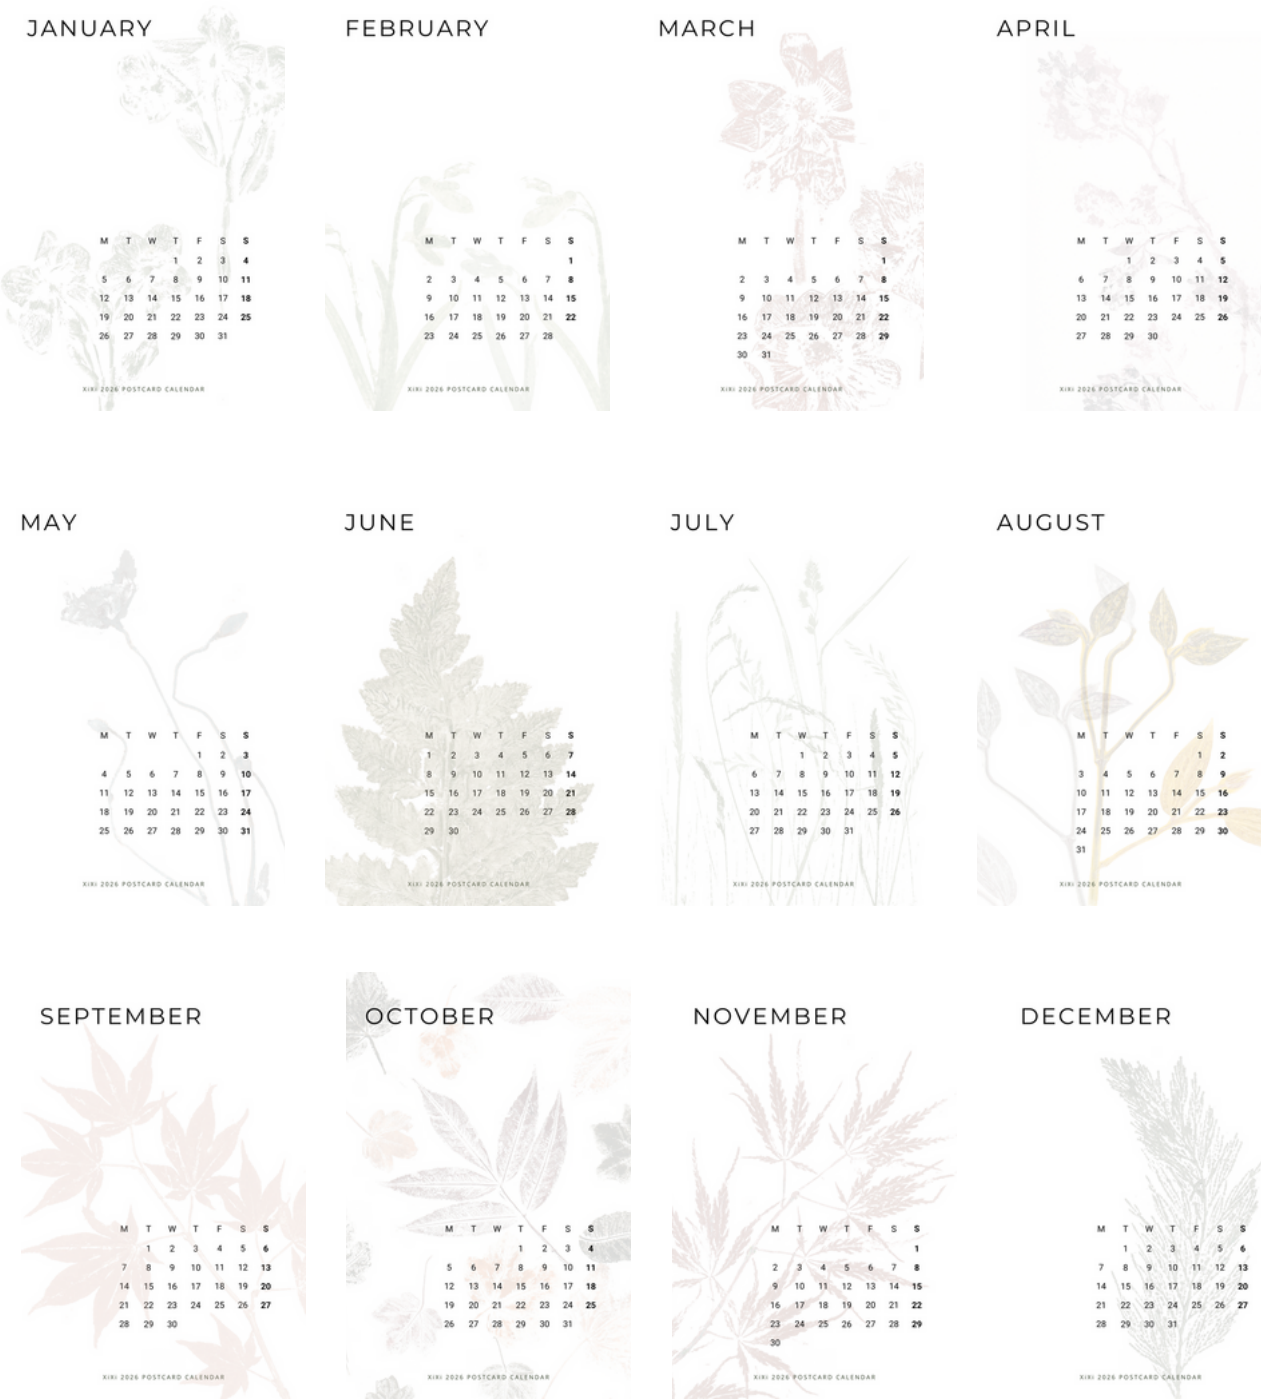 JANUARY
M T W T F S S
1 2 3 4
5 6 7 8 9 10 11
12 13 14 15 16 17 18
19 20 21 22 23 24 25
26 27 28 29 30 31
XiXi 2026 POSTCARD CALENDAR
FEBRUARY
M T W T F S S
1
2 3 4 5 6 7 8
9 10 11 12 13 14 15
16 17 18 19 20 21 22
23 24 25 26 27 28
XiXi 2026 POSTCARD CALENDAR
MARCH
M T W T F S S
1
2 3 4 5 6 7 8
9 10 11 12 13 14 15
16 17 18 19 20 21 22
23 24 25 26 27 28 29
30 31
XiXi 2026 POSTCARD CALENDAR
APRIL
M T W T F S S
1 2 3 4 5
6 7 8 9 10 11 12
13 14 15 16 17 18 19
20 21 22 23 24 25 26
27 28 29 30
XiXi 2026 POSTCARD CALENDAR
MAY
M T W T F S S
1 2 3
4 5 6 7 8 9 10
11 12 13 14 15 16 17
18 19 20 21 22 23 24
25 26 27 28 29 30 31
XiXi 2026 POSTCARD CALENDAR
JUNE
M T W T F S S
1 2 3 4 5 6 7
8 9 10 11 12 13 14
15 16 17 18 19 20 21
22 23 24 25 26 27 28
29 30
XiXi 2026 POSTCARD CALENDAR
JULY
M T W T F S S
1 2 3 4 5
6 7 8 9 10 11 12
13 14 15 16 17 18 19
20 21 22 23 24 25 26
27 28 29 30 31
XiXi 2026 POSTCARD CALENDAR
AUGUST
M T W T F S S
1 2
3 4 5 6 7 8 9
10 11 12 13 14 15 16
17 18 19 20 21 22 23
24 25 26 27 28 29 30
31
XiXi 2026 POSTCARD CALENDAR
SEPTEMBER
M T W T F S S
1 2 3 4 5 6
7 8 9 10 11 12 13
14 15 16 17 18 19 20
21 22 23 24 25 26 27
28 29 30
XiXi 2026 POSTCARD CALENDAR
OCTOBER
M T W T F S S
1 2 3 4
5 6 7 8 9 10 11
12 13 14 15 16 17 18
19 20 21 22 23 24 25
26 27 28 29 30 31
XiXi 2026 POSTCARD CALENDAR
NOVEMBER
M T W T F S S
1
2 3 4 5 6 7 8
9 10 11 12 13 14 15
16 17 18 19 20 21 22
23 24 25 26 27 28 29
30
XiXi 2026 POSTCARD CALENDAR
DECEMBER
M T W T F S S
1 2 3 4 5 6
7 8 9 10 11 12 13
14 15 16 17 18 19 20
21 22 23 24 25 26 27
28 29 30 31
XiXi 2026 POSTCARD CALENDAR